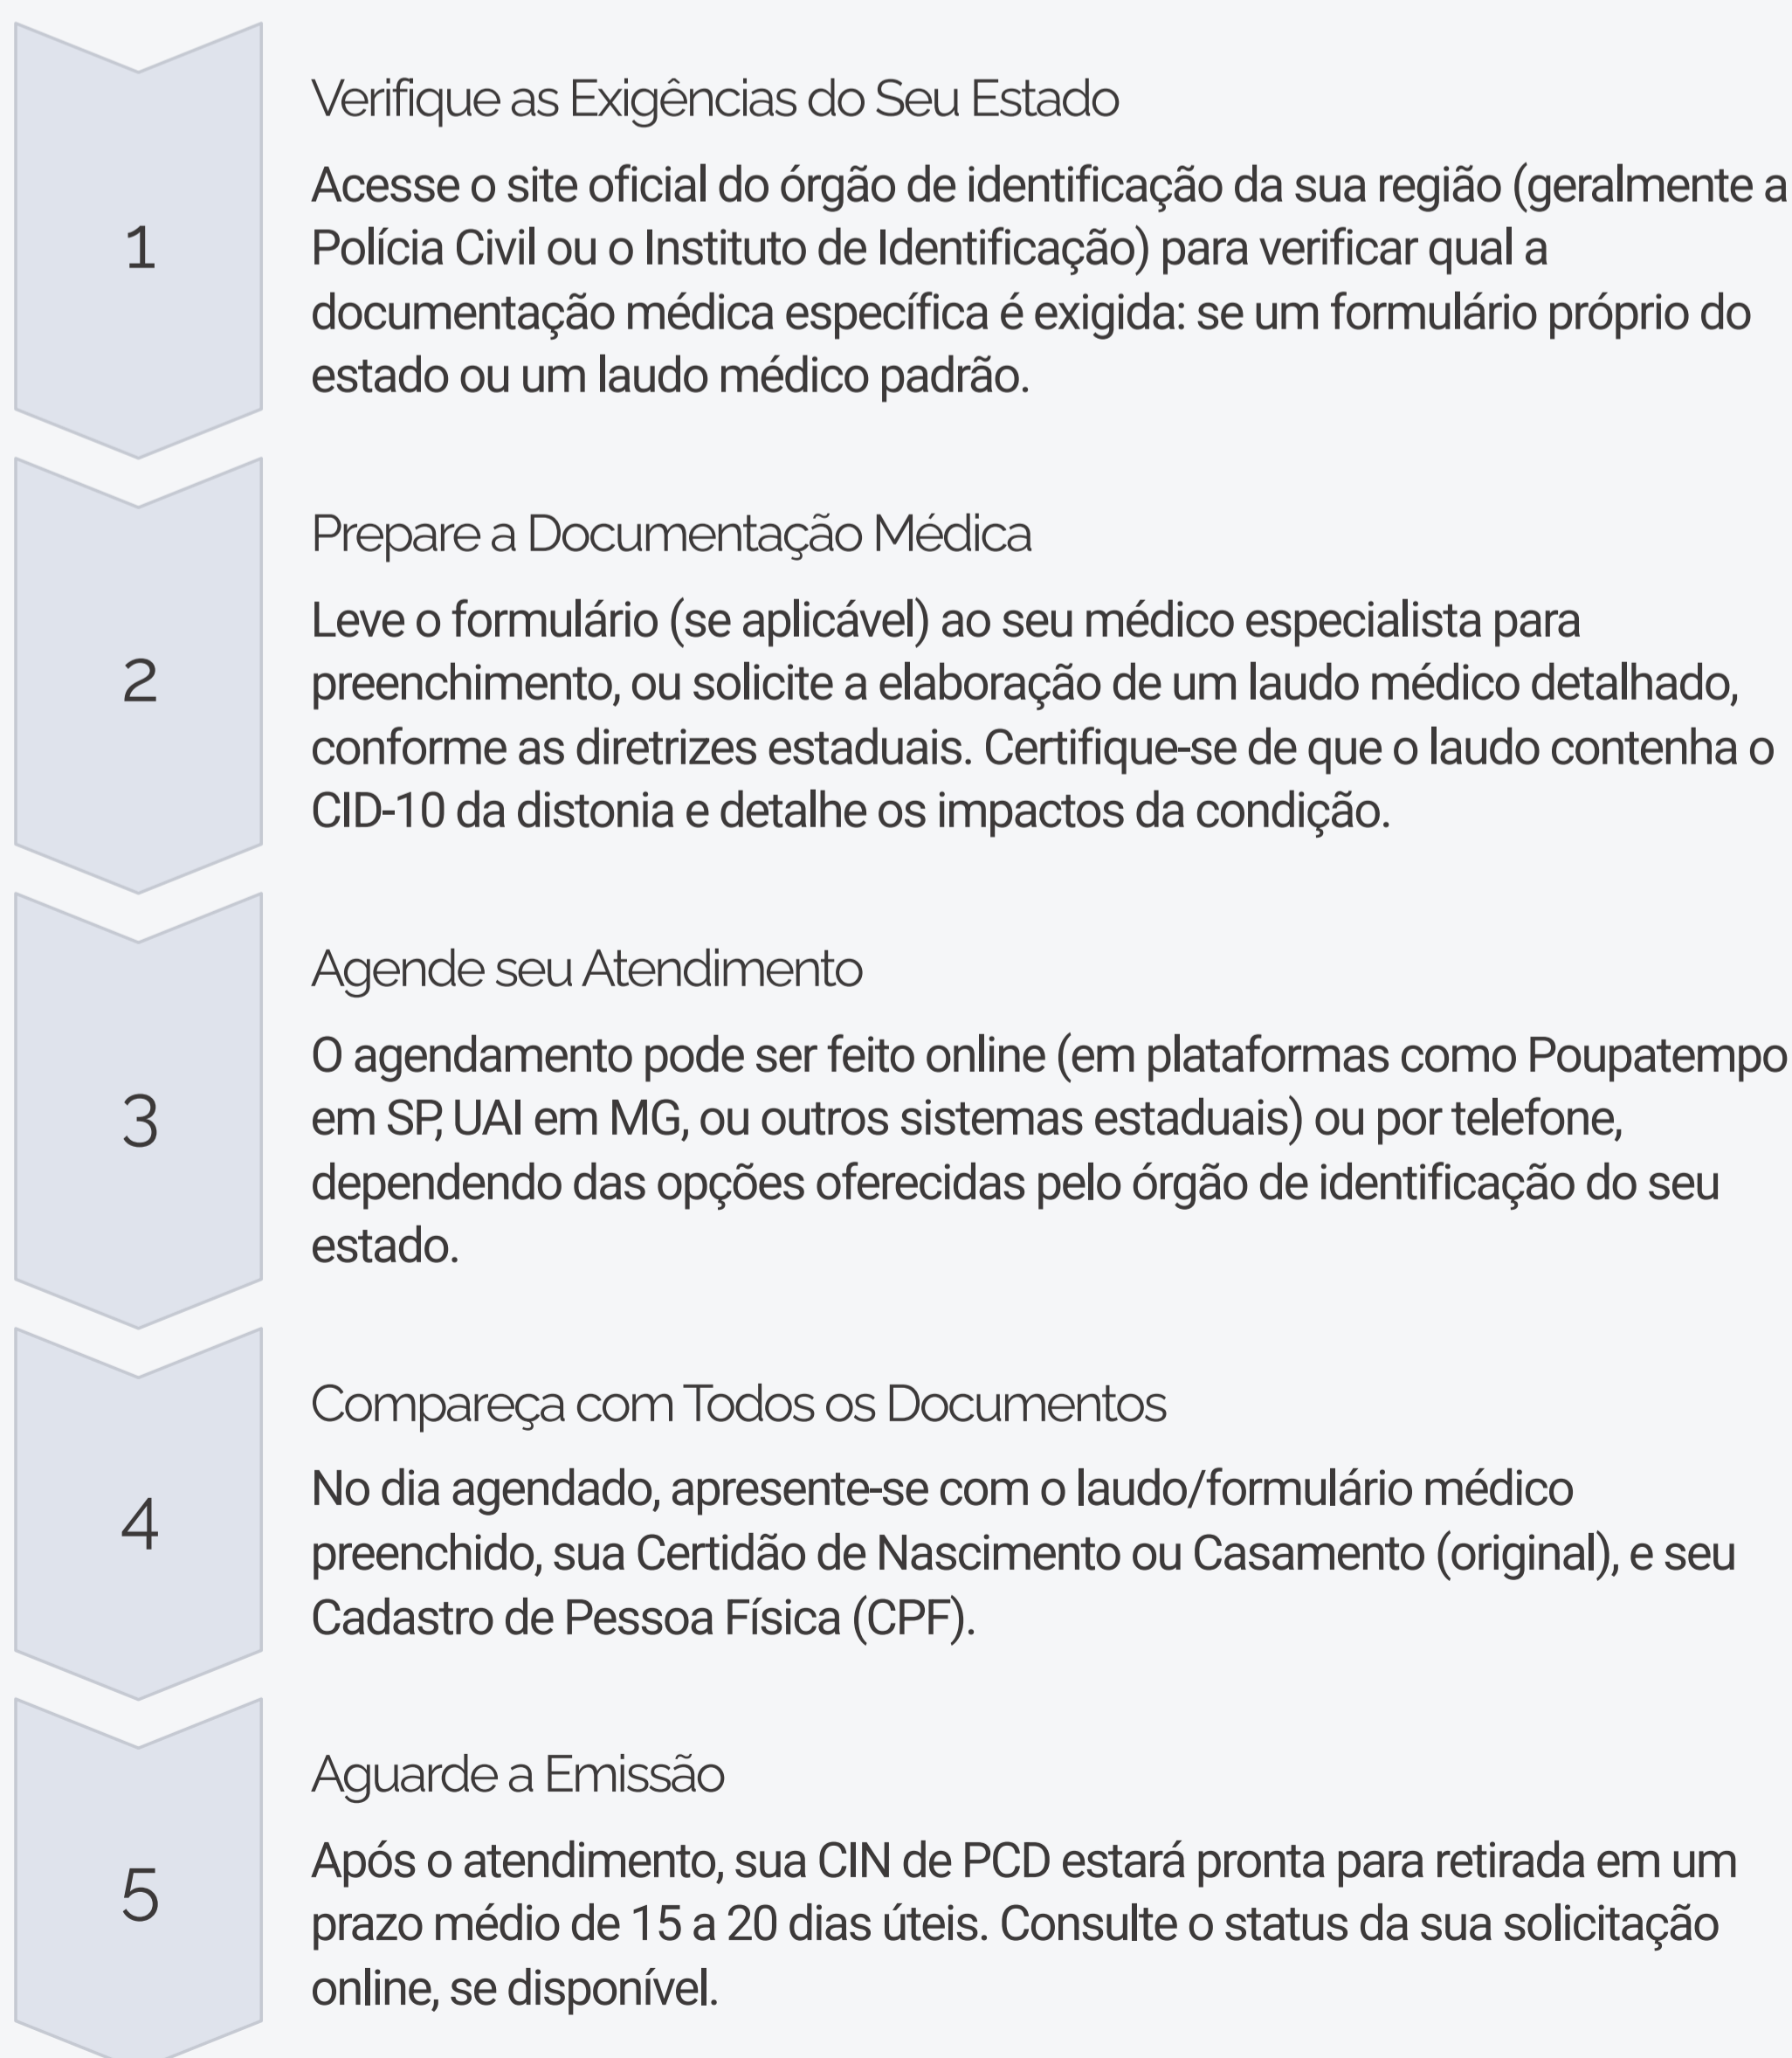 1
Verifique as Exigências do Seu Estado
Acesse o site oficial do órgão de identificação da sua região (geralmente a
Polícia Civil ou o Instituto de Identificação) para verificar qual a
documentação médica específica é exigida: se um formulário próprio do
estado ou um laudo médico padrão.
2
Prepare a Documentação Médica
Leve o formulário (se aplicável) ao seu médico especialista para
preenchimento, ou solicite a elaboração de um laudo médico detalhado,
conforme as diretrizes estaduais. Certifique-se de que o laudo contenha o
CID-10 da distonia e detalhe os impactos da condição.
3
Agende seu Atendimento
O agendamento pode ser feito online (em plataformas como Poupatempo
em SP, UAI em MG, ou outros sistemas estaduais) ou por telefone,
dependendo das opções oferecidas pelo órgão de identificação do seu
estado.
4
Compareça com Todos os Documentos
No dia agendado, apresente-se com o laudo/formulário médico
preenchido, sua Certidão de Nascimento ou Casamento (original), e seu
Cadastro de Pessoa Física (CPF).
5
Aguarde a Emissão
Após o atendimento, sua CIN de PCD estará pronta para retirada em um
prazo médio de 15 a 20 dias úteis. Consulte o status da sua solicitação
online, se disponível.